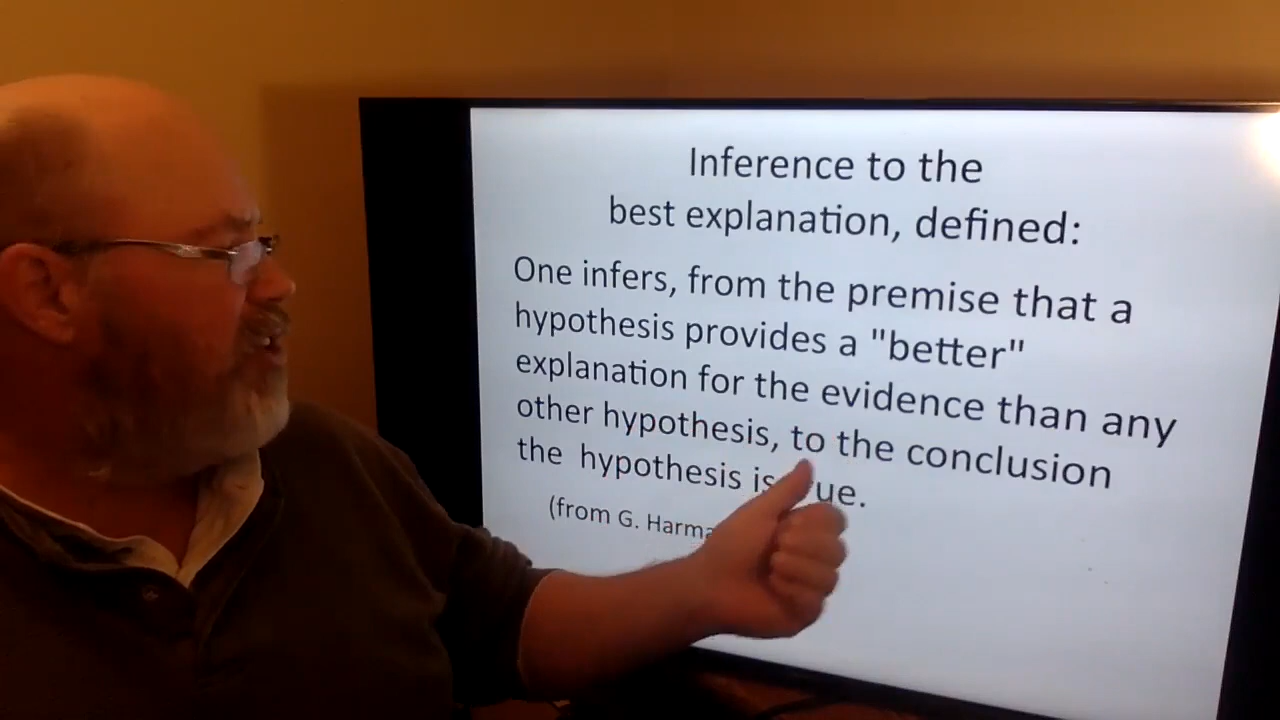 Inference to the
best explanation, defined:
One infers, from the premise that a
hypothesis provides a "better"
explanation for the evidence than any
other hypothesis, to the conclusion
the hypothesis is
(from G.